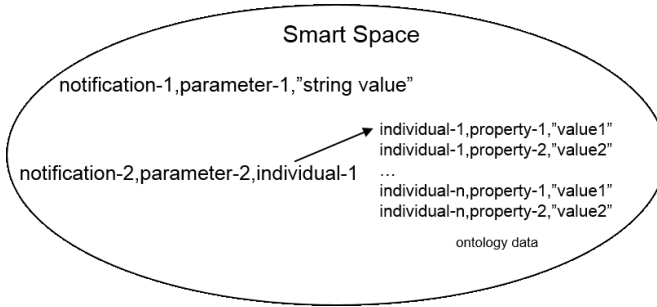 Smart Space
notification-1,parameter-1,”string value”
individual-1,property-1,”value1”
individual-1,property-2,”value2”
notification-2,parameter-2,individual-1
...
individual-n,property-1,”value1”
individual-n,property-2,”value2”
ontology data